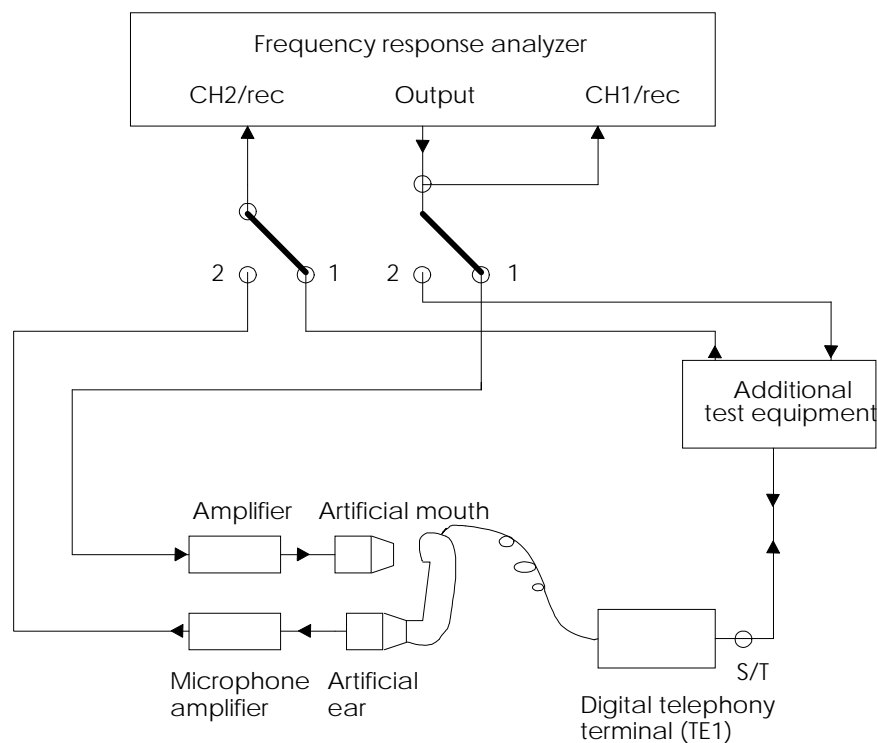 Frequency response analyzer
CH2/rec Output CH1/rec
2 1 2 1
Additional
test equipment
Amplifier Artificial mouth
S/T
Microphone
amplifier
Artificial
ear
Digital telephony
terminal (TE1)